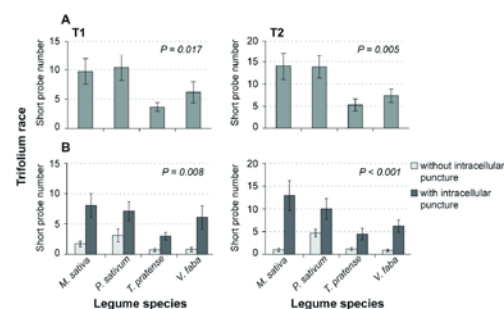 A
T1
T2
P = 0.017
P = 0.005
Short probe number
15
10
5
0
Short probe number
20
15
10
5
0
Trifolium race
B
P = 0.008
P < 0.001
Short probe number
15
10
5
0
Short probe number
20
15
10
5
0
without intracellular
puncture
with intracellular
puncture
M. sativa
P. sativum
T. pratense
V. faba
M. sativa
P. sativum
T. pratense
V. faba
Legume species
Legume species